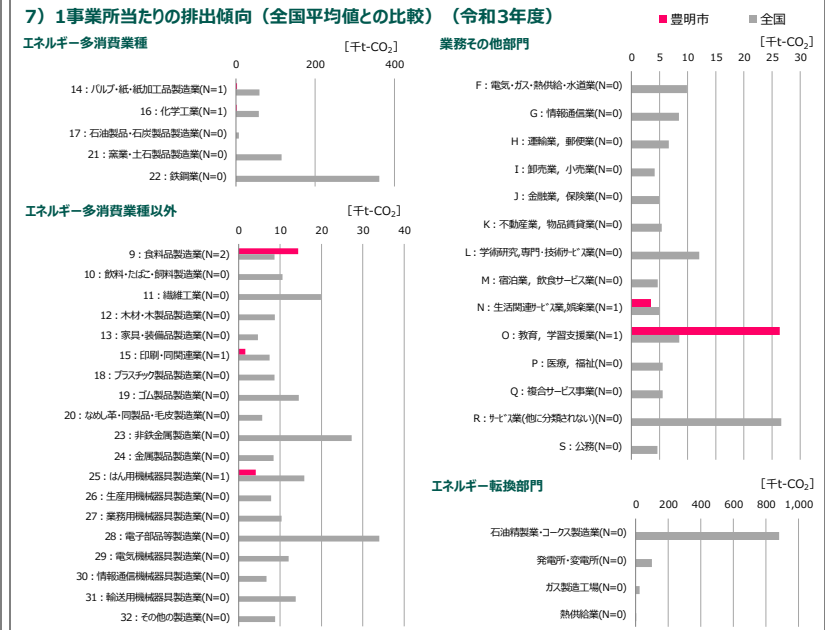 7）1事業所当たりの排出傾向（全国平均値との比較）（令和3年度）
■豊明市 ■全国
エネルギー多消費業種
［千t-CO₂］
0 200 400
14：パルプ・紙・紙加工品製造業(N=1)
16：化学工業(N=1)
17：石油製品・石炭製品製造業(N=0)
21：窯業・土石製品製造業(N=0)
22：鉄鋼業(N=0)
エネルギー多消費業種以外
［千t-CO₂］
0 10 20 30 40
9：食料品製造業(N=2)
10：飲料・たばこ・飼料製造業(N=0)
11：繊維工業(N=0)
12：木材・木製品製造業(N=0)
13：家具・装備品製造業(N=0)
15：印刷・同関連業(N=1)
18：プラスチック製品製造業(N=0)
19：ゴム製品製造業(N=0)
20：なめし革・同製品・毛皮製造業(N=0)
23：非鉄金属製造業(N=0)
24：金属製品製造業(N=0)
25：はん用機械器具製造業(N=1)
26：生産用機械器具製造業(N=0)
27：業務用機械器具製造業(N=0)
28：電子部品等製造業(N=0)
29：電気機械器具製造業(N=0)
30：情報通信機械器具製造業(N=0)
31：輸送用機械器具製造業(N=0)
32：その他の製造業(N=0)
業務その他部門
［千t-CO₂］
0 5 10 15 20 25 30
F：電気・ガス・熱供給・水道業(N=0)
G：情報通信業(N=0)
H：運輸業，郵便業(N=0)
I：卸売業，小売業(N=0)
J：金融業，保険業(N=0)
K：不動産業，物品賃貸業(N=0)
L：学術研究,専門・技術ｻｰﾋﾞｽ業(N=0)
M：宿泊業，飲食サービス業(N=0)
N：生活関連ｻｰﾋﾞｽ業,娯楽業(N=1)
O：教育，学習支援業(N=1)
P：医療，福祉(N=0)
Q：複合サービス事業(N=0)
R：ｻｰﾋﾞｽ業(他に分類されない)(N=0)
S：公務(N=0)
エネルギー転換部門
［千t-CO₂］
0 200 400 600 800 1,000
石油精製業・コークス製造業(N=0)
発電所・変電所(N=0)
ガス製造工場(N=0)
熱供給業(N=0)